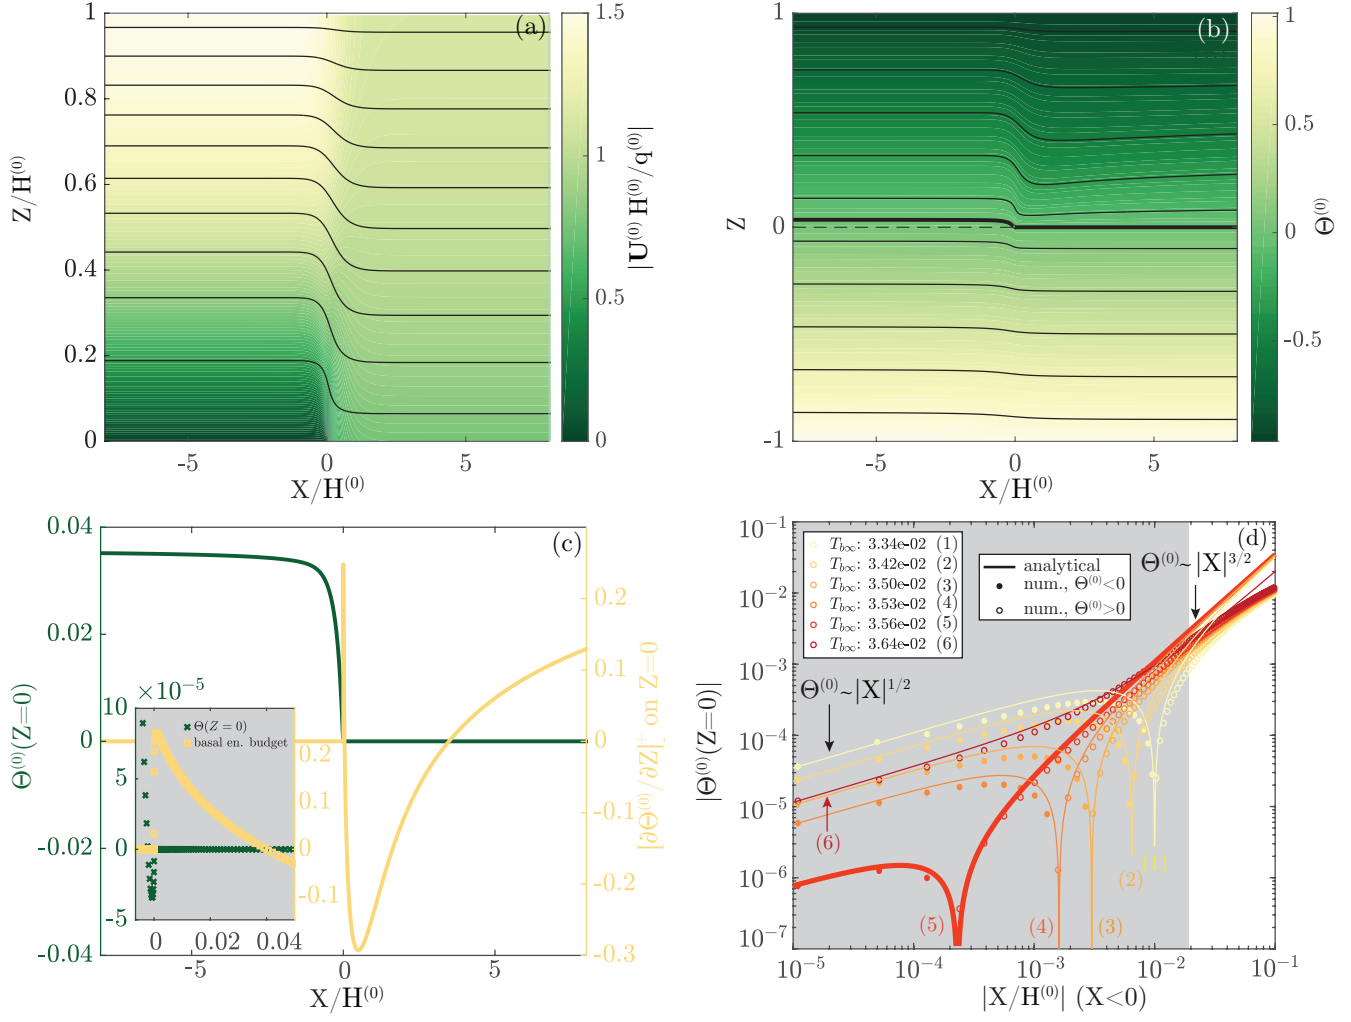 (a)
1
0.8
0.6
0.4
0.2
0
Z/H⁽⁰⁾
-5
0
5
X/H⁽⁰⁾
1.5
1
0.5
0
|U⁽⁰⁾ H⁽⁰⁾/q⁽⁰⁾|
(b)
1
0
-1
Z
-5
0
5
X/H⁽⁰⁾
1
0.5
0
-0.5
-1
Θ⁽⁰⁾
(c)
0.04
0.02
0
-0.02
-0.04
Θ⁽⁰⁾(Z=0)
-5
0
5
X/H⁽⁰⁾
0.2
0.1
0
-0.1
-0.2
-0.3
[∂Θ⁽⁰⁾/∂Z]⁺₋ on Z=0
×10⁻⁵
10
5
0
-5
Θ(Z = 0)
basal en. budget
0.2
0.1
0
-0.1
0
0.02
0.04
(d)
10⁻¹
10⁻²
10⁻³
10⁻⁴
10⁻⁵
10⁻⁶
10⁻⁷
|Θ⁽⁰⁾(Z=0)|
T_b∞: 3.34e-02 (1)
T_b∞: 3.42e-02 (2)
T_b∞: 3.50e-02 (3)
T_b∞: 3.53e-02 (4)
T_b∞: 3.56e-02 (5)
T_b∞: 3.64e-02 (6)
analytical
num., Θ⁽⁰⁾<0
num., Θ⁽⁰⁾>0
Θ⁽⁰⁾~|X|³ᐟ²
Θ⁽⁰⁾~|X|¹ᐟ²
(6)
(5)
(4)
(3)
(2)
(1)
10⁻⁵
10⁻⁴
10⁻³
10⁻²
10⁻¹
|X/H⁽⁰⁾| (X<0)